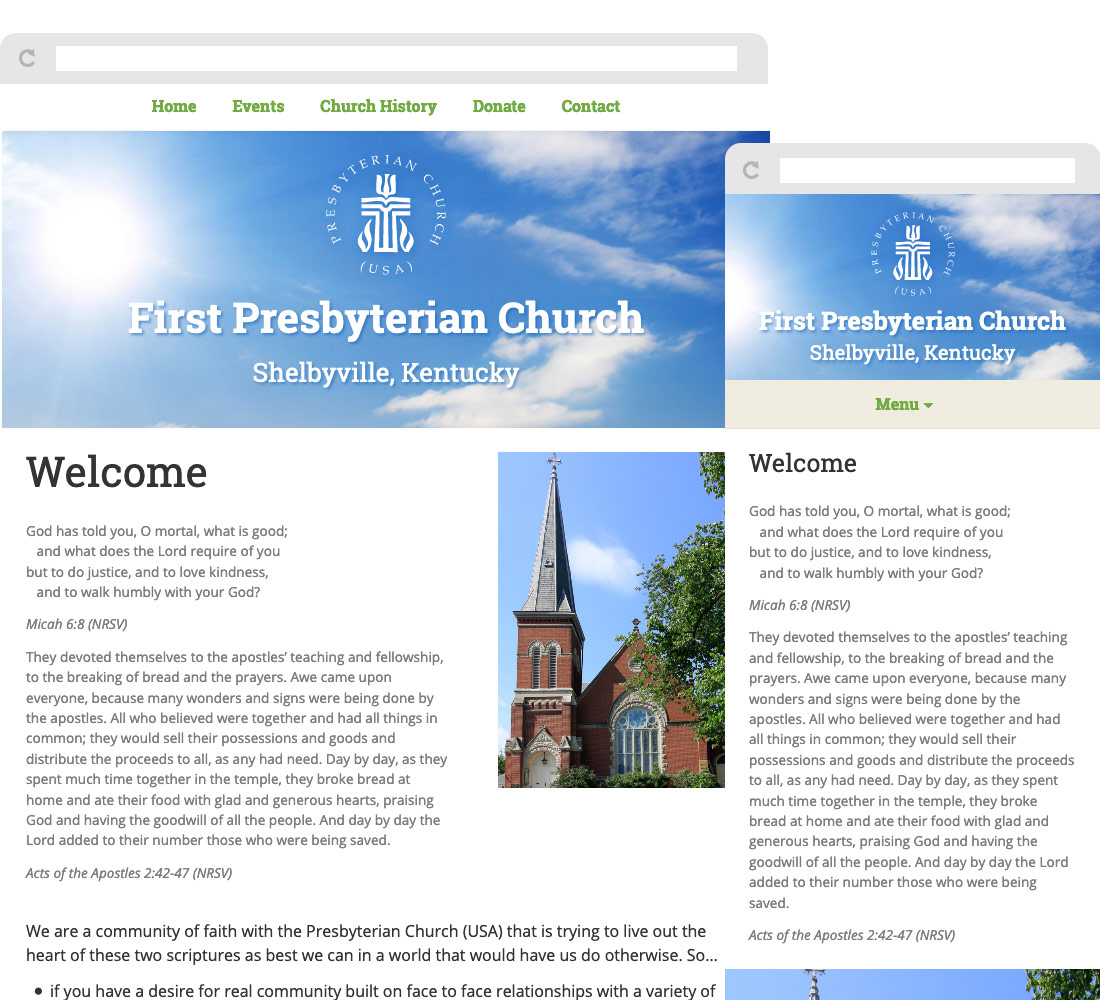 Home Events Church History Donate Contact
PRESBYTERIAN CHURCH
(USA)
First Presbyterian Church
Shelbyville, Kentucky
Welcome
God has told you, O mortal, what is good;
and what does the Lord require of you
but to do justice, and to love kindness,
and to walk humbly with your God?
Micah 6:8 (NRSV)
They devoted themselves to the apostles’ teaching and fellowship,
to the breaking of bread and the prayers. Awe came upon
everyone, because many wonders and signs were being done by
the apostles. All who believed were together and had all things in
common; they would sell their possessions and goods and
distribute the proceeds to all, as any had need. Day by day, as they
spent much time together in the temple, they broke bread at
home and ate their food with glad and generous hearts, praising
God and having the goodwill of all the people. And day by day the
Lord added to their number those who were being saved.
Acts of the Apostles 2:42-47 (NRSV)
We are a community of faith with the Presbyterian Church (USA) that is trying to live out the
heart of these two scriptures as best we can in a world that would have us do otherwise. So...
• if you have a desire for real community built on face to face relationships with a variety of
PRESBYTERIAN CHURCH
(USA)
First Presbyterian Church
Shelbyville, Kentucky
Menu
Welcome
God has told you, O mortal, what is good;
and what does the Lord require of you
but to do justice, and to love kindness,
and to walk humbly with your God?
Micah 6:8 (NRSV)
They devoted themselves to the apostles’ teaching
and fellowship, to the breaking of bread and the
prayers. Awe came upon everyone, because many
wonders and signs were being done by the
apostles. All who believed were together and had
all things in common; they would sell their
possessions and goods and distribute the proceeds
to all, as any had need. Day by day, as they spent
much time together in the temple, they broke
bread at home and ate their food with glad and
generous hearts, praising God and having the
goodwill of all the people. And day by day the Lord
added to their number those who were being
saved.
Acts of the Apostles 2:42-47 (NRSV)